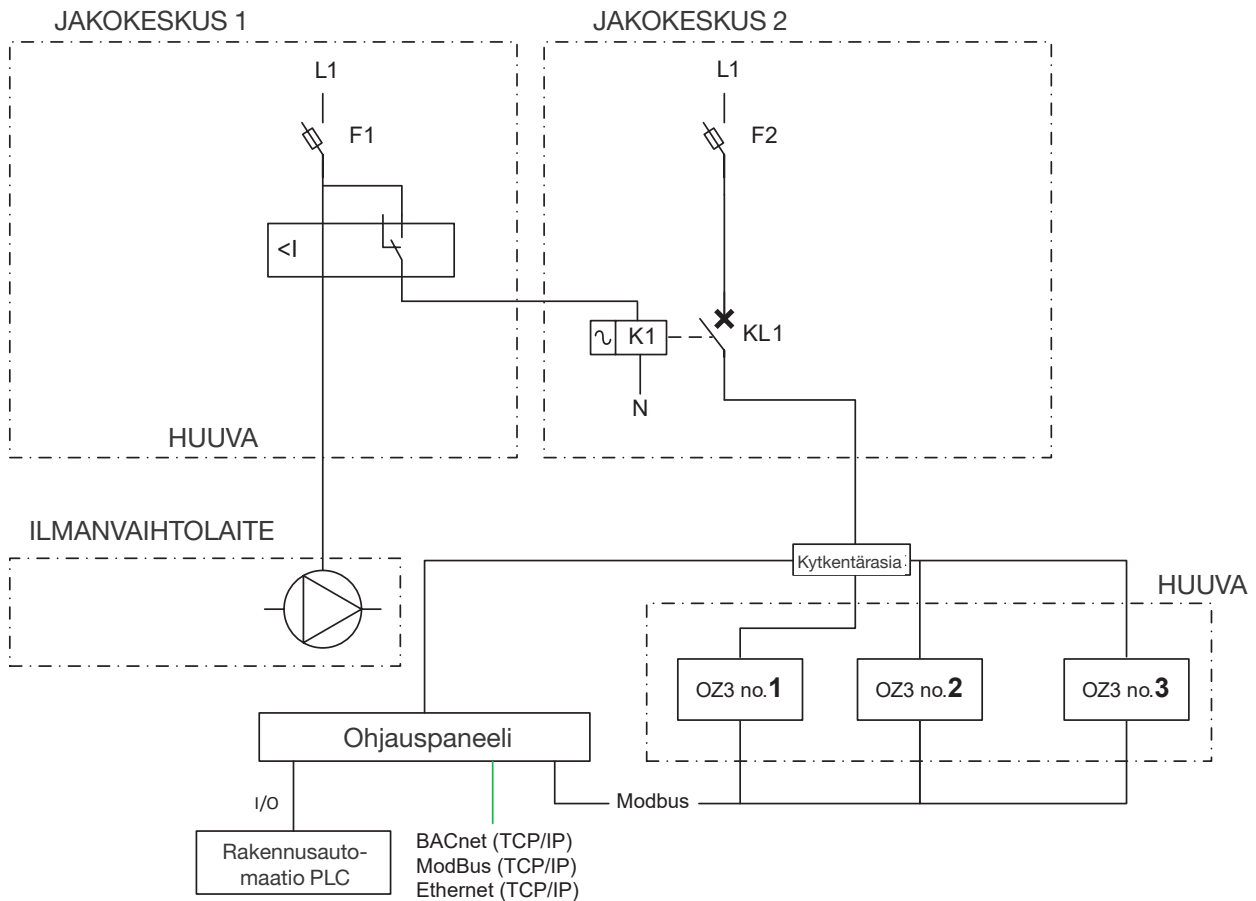 JAKOKESKUS 1
JAKOKESKUS 2
L1
L1
F1
F2
<I
K1
KL1
N
HUUVA
ILMANVAIHTOLAITE
Kytkentärasia
HUUVA
OZ3 no.1
OZ3 no.2
OZ3 no.3
Ohjauspaneeli
I/O
Modbus
Rakennusauto-
maatio PLC
BACnet (TCP/IP)
ModBus (TCP/IP)
Ethernet (TCP/IP)